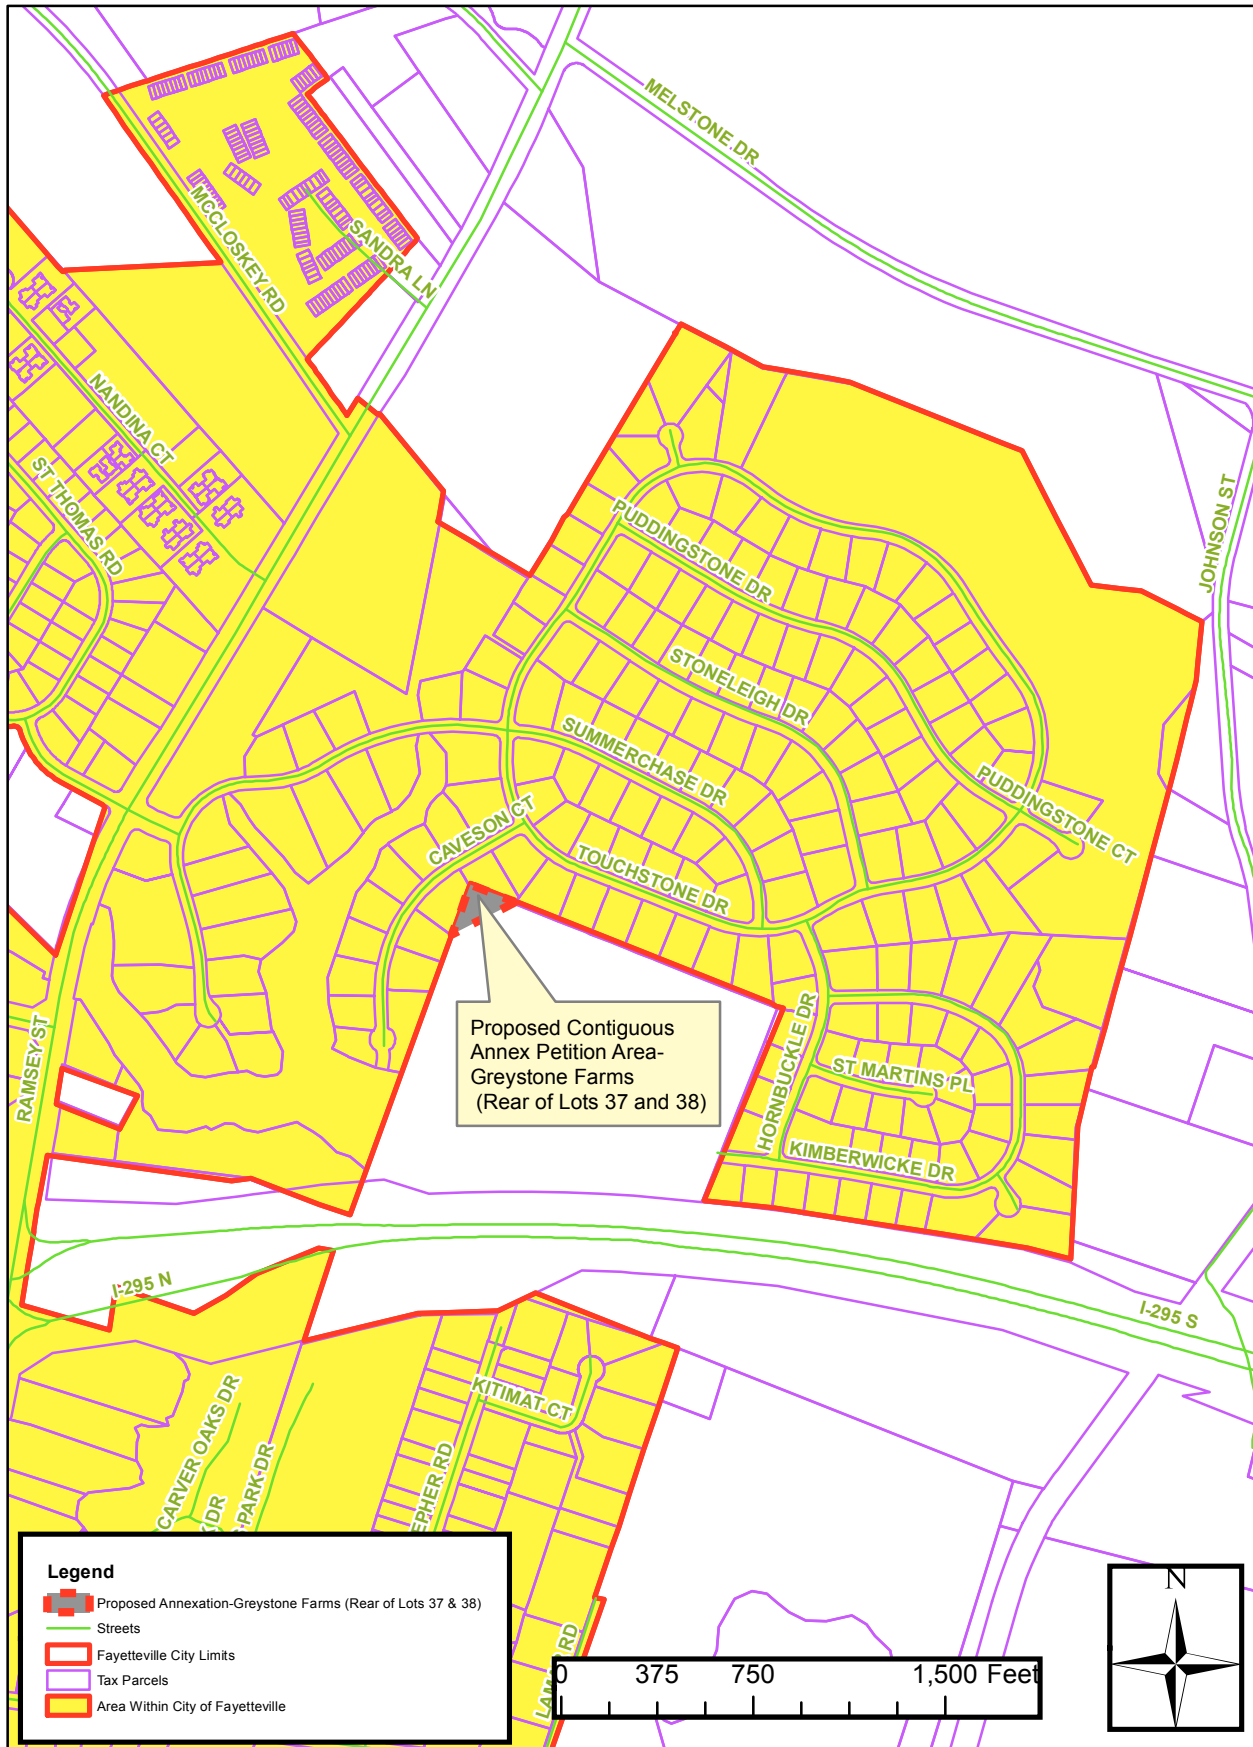 MELSTONE DR
MCCLOSKEY RD
SANDRA LN
NANDINA CT
ST THOMAS RD
JOHNSON ST
PUDDINGSTONE DR
STONELEIGH DR
SUMMERCHASE DR
PUDDINGSTONE CT
CAVESON CT
TOUCHSTONE DR
Proposed Contiguous
Annex Petition Area-
Greystone Farms
(Rear of Lots 37 and 38)
RAMSEY ST
HORNBUCKLE DR
ST MARTINS PL
KIMBERWICKE DR
I-295 N
I-295 S
KITIMAT CT
CARVER OAKS DR
DR
PARK DR
EPHER RD
RD
Legend
Proposed Annexation-Greystone Farms (Rear of Lots 37 & 38)
Streets
Fayetteville City Limits
Tax Parcels
Area Within City of Fayetteville
0 375 750 1,500 Feet
N